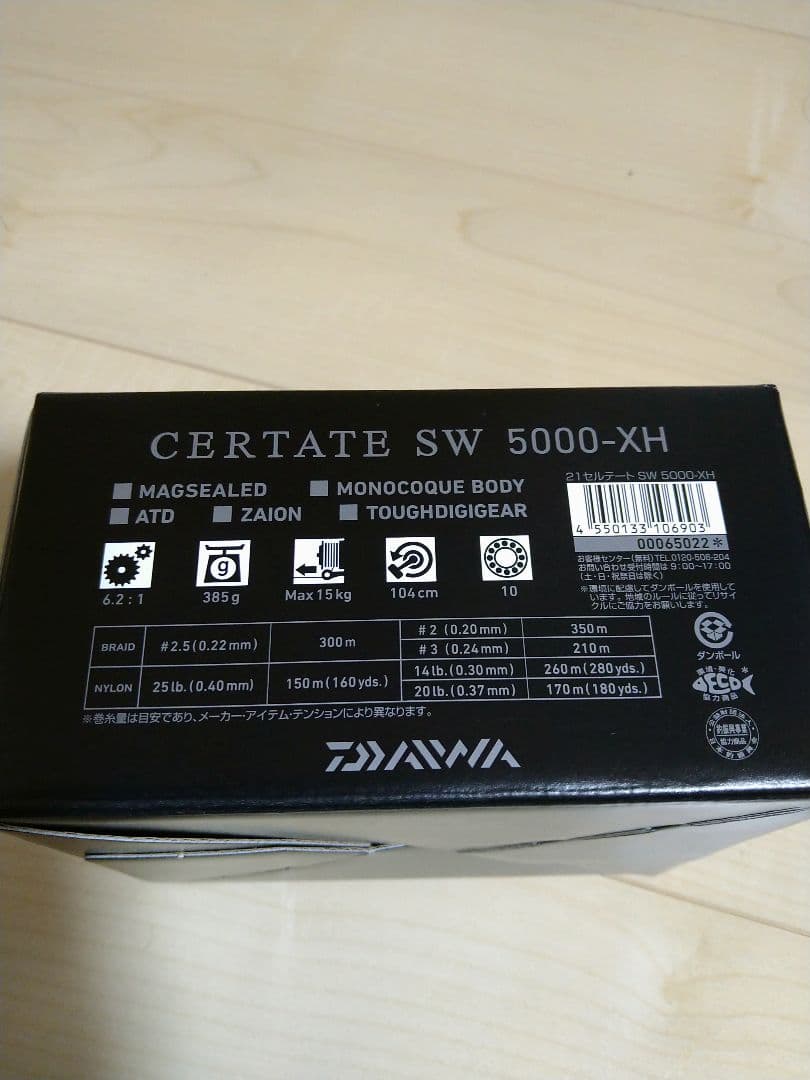 CERTATE SW 5000-XH
■ MAGSEALED ■ MONOCOQUE BODY
■ ATD ■ ZAION ■ TOUGHDIGIGEAR
21セルテート SW 5000-XH
4 550133 106903
00065022*
お客様センター(無料)TEL.0120-506-204
お問い合わせ受付時間は9:00~17:00
(土・日・祝祭日は除く)
※環境に配慮してダンボールを使用して
います。地域のルールに従ってリサイ
クルにご協力をお願いします。
g
6.2:1 385g Max 15kg 104cm 10
BRAID #2.5(0.22mm) 300m #2 (0.20mm) 350m
#3 (0.24mm) 210m
NYLON 25lb.(0.40mm) 150m(160yds.) 14lb.(0.30mm) 260m(280yds.)
20lb.(0.37mm) 170m(180yds.)
※巻糸量は目安であり、メーカー・アイテム・テンションにより異なります。
ダンボール
ECO
協力商品
協力商品
DAIWA